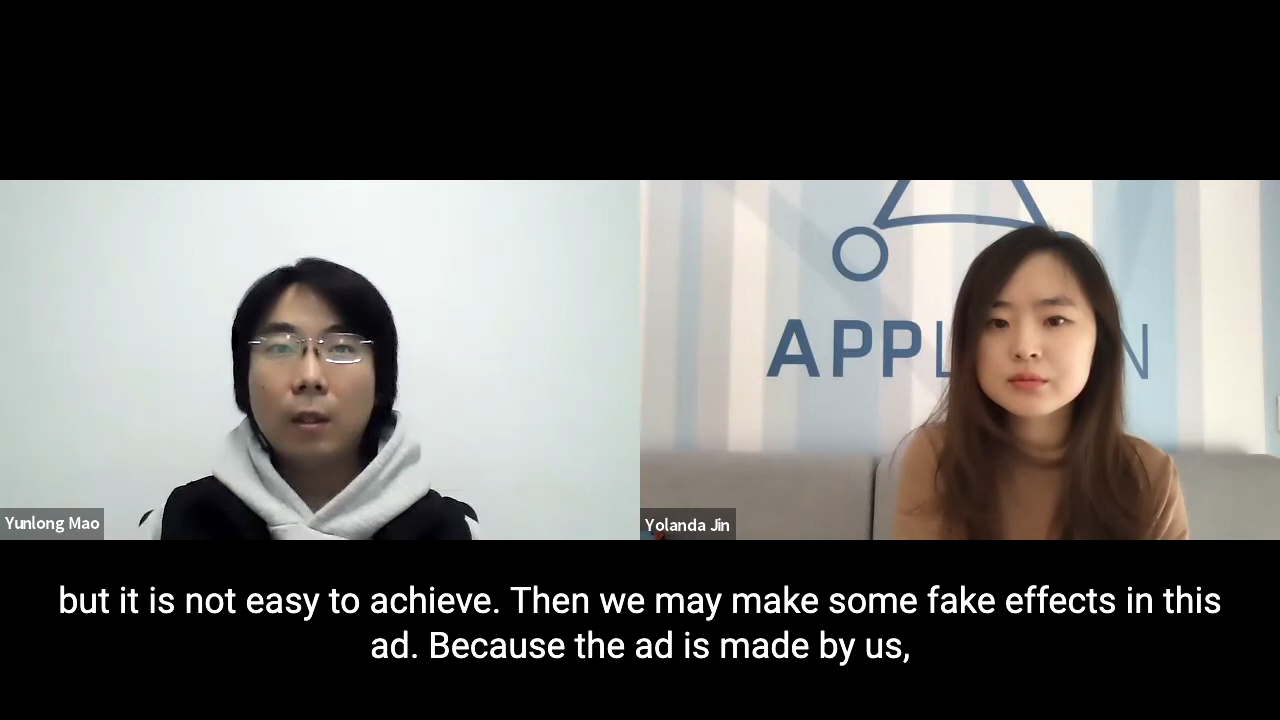 APPL N
Yunlong Mao
Yolanda Jin
but it is not easy to achieve. Then we may make some fake effects in this
ad. Because the ad is made by us,